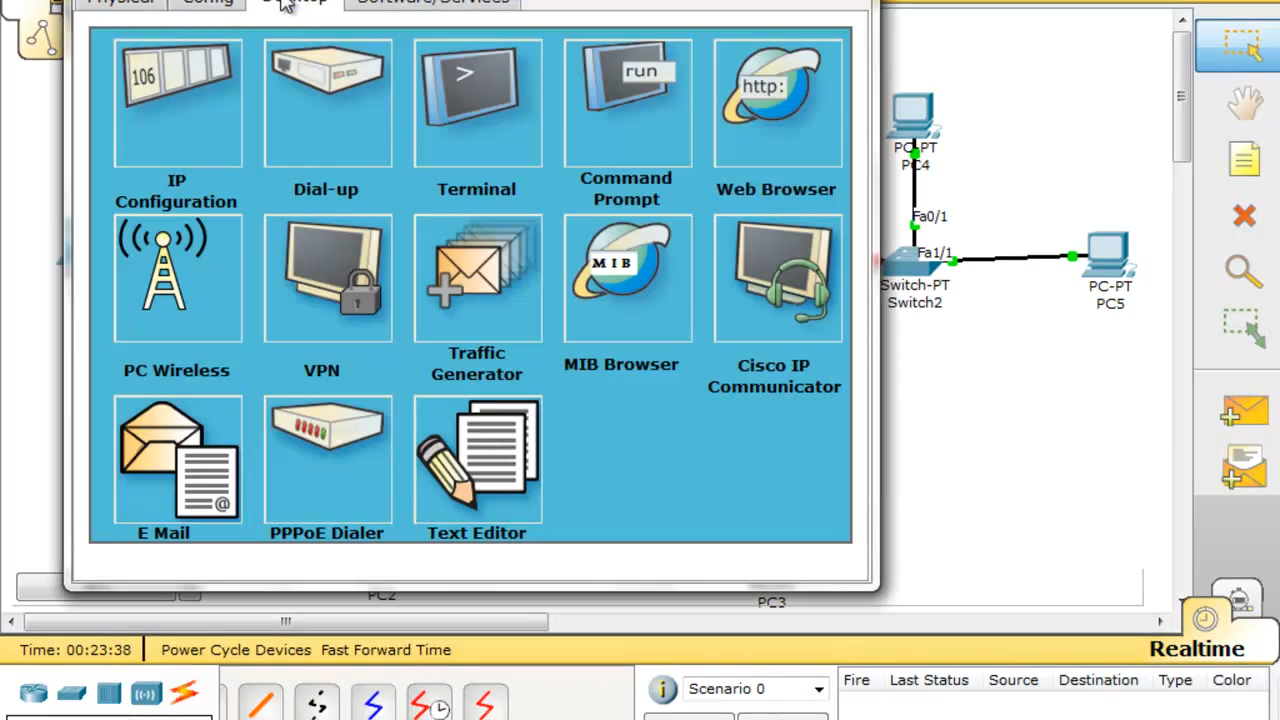 Physical Config Desktop Software/Services
106
>
run
http:
IP
Configuration
Dial-up
Terminal
Command
Prompt
Web Browser
M I B
PC Wireless
VPN
Traffic
Generator
MIB Browser
Cisco IP
Communicator
@
E Mail
PPPoE Dialer
Text Editor
PC-PT
PC4
Fa0/1
Fa1/1
Switch-PT
Switch2
PC-PT
PC5
PC2
PC3
Realtime
Time: 00:23:38 Power Cycle Devices Fast Forward Time
i
Scenario 0
Fire Last Status Source Destination Type Color